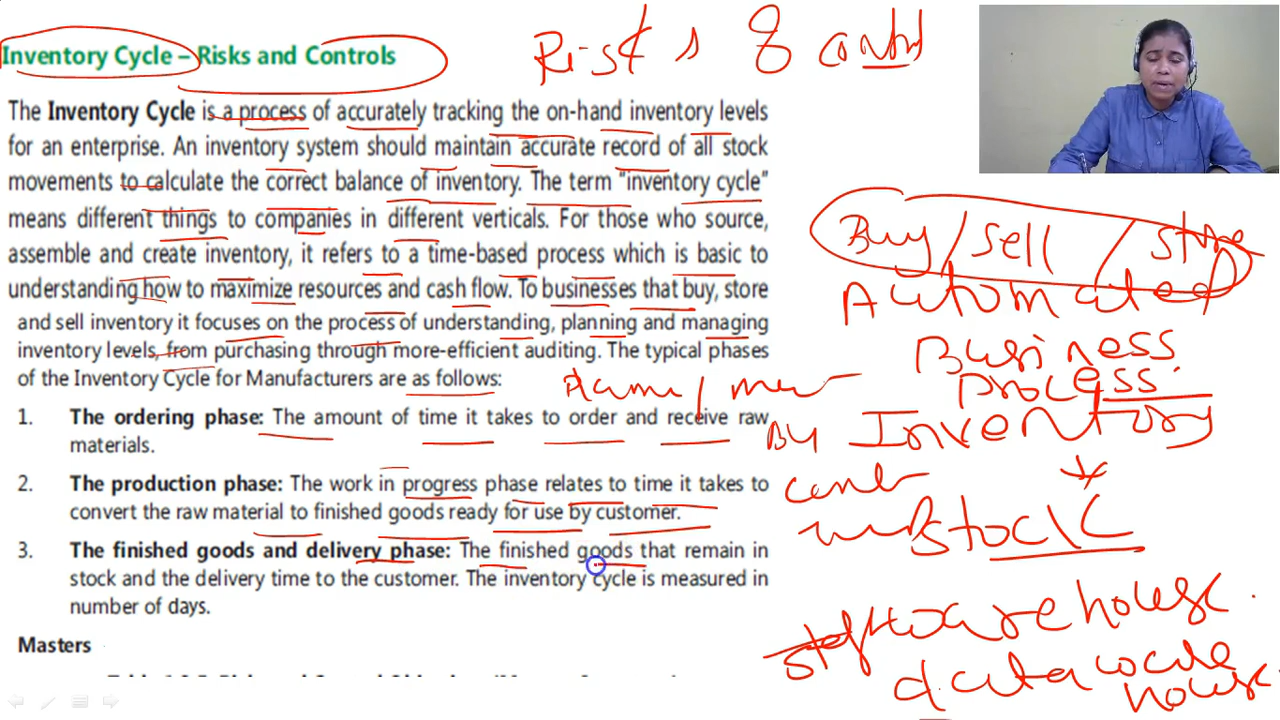 Inventory Cycle – Risks and Controls
Risk s & control
The Inventory Cycle is a process of accurately tracking the on-hand inventory levels
for an enterprise. An inventory system should maintain accurate record of all stock
movements to calculate the correct balance of inventory. The term "inventory cycle"
means different things to companies in different verticals. For those who source,
assemble and create inventory, it refers to a time-based process which is basic to
understanding how to maximize resources and cash flow. To businesses that buy, store
and sell inventory it focuses on the process of understanding, planning and managing
inventory levels, from purchasing through more-efficient auditing. The typical phases
of the Inventory Cycle for Manufacturers are as follows:
1. The ordering phase: The amount of time it takes to order and receive raw
materials.
2. The production phase: The work in progress phase relates to time it takes to
convert the raw material to finished goods ready for use by customer.
3. The finished goods and delivery phase: The finished goods that remain in
stock and the delivery time to the customer. The inventory cycle is measured in
number of days.
Masters
Buy / Sell / store
Automated
Business
Process
Inventory
Stock
warehouse.
data ware
house.